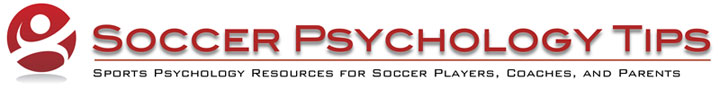 Soccer Psychology Tips
Sports Psychology Resources for Soccer Players, Coaches, and Parents